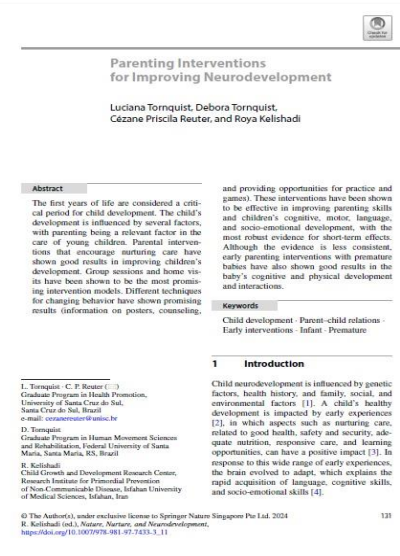 Check for
updates
Parenting Interventions
for Improving Neurodevelopment
Luciana Tornquist, Debora Tornquist,
Cézane Priscila Reuter, and Roya Kelishadi
Abstract
The first years of life are considered a criti-
cal period for child development. The child's
development is influenced by several factors,
with parenting being a relevant factor in the
care of young children. Parental interven-
tions that encourage nurturing care have
shown good results in improving children's
development. Group sessions and home vis-
its have been shown to be the most promis-
ing intervention models. Different techniques
for changing behavior have shown promising
results (information on posters, counseling,
and providing opportunities for practice and
games). These interventions have been shown
to be effective in improving parenting skills
and children's cognitive, motor, language,
and socio-emotional development, with the
most robust evidence for short-term effects.
Although the evidence is less consistent,
early parenting interventions with premature
babies have also shown good results in the
baby's cognitive and physical development
and interactions.
Keywords
Child development · Parent–child relations ·
Early interventions · Infant · Premature
1 Introduction
Child neurodevelopment is influenced by genetic
factors, health history, and family, social, and
environmental factors [1]. A child's healthy
development is impacted by early experiences
[2], in which aspects such as nurturing care,
related to good health, safety and security, ade-
quate nutrition, responsive care, and learning
opportunities, can have a positive impact [3]. In
response to this wide range of early experiences,
the brain evolved to adapt, which explains the
rapid acquisition of language, cognitive skills,
and socio-emotional skills [4].
L. Tornquist · C. P. Reuter (✉)
Graduate Program in Health Promotion,
University of Santa Cruz do Sul,
Santa Cruz do Sul, Brazil
e-mail: cezanereuter@unisc.br
D. Tornquist
Graduate Program in Human Movement Sciences
and Rehabilitation, Federal University of Santa
Maria, Santa Maria, RS, Brazil
R. Kelishadi
Child Growth and Development Research Center,
Research Institute for Primordial Prevention
of Non-Communicable Disease, Isfahan University
of Medical Sciences, Isfahan, Iran
© The Author(s), under exclusive license to Springer Nature Singapore Pte Ltd. 2024 131
R. Kelishadi (ed.), Nature, Nurture, and Neurodevelopment,
https://doi.org/10.1007/978-981-97-7433-3_11